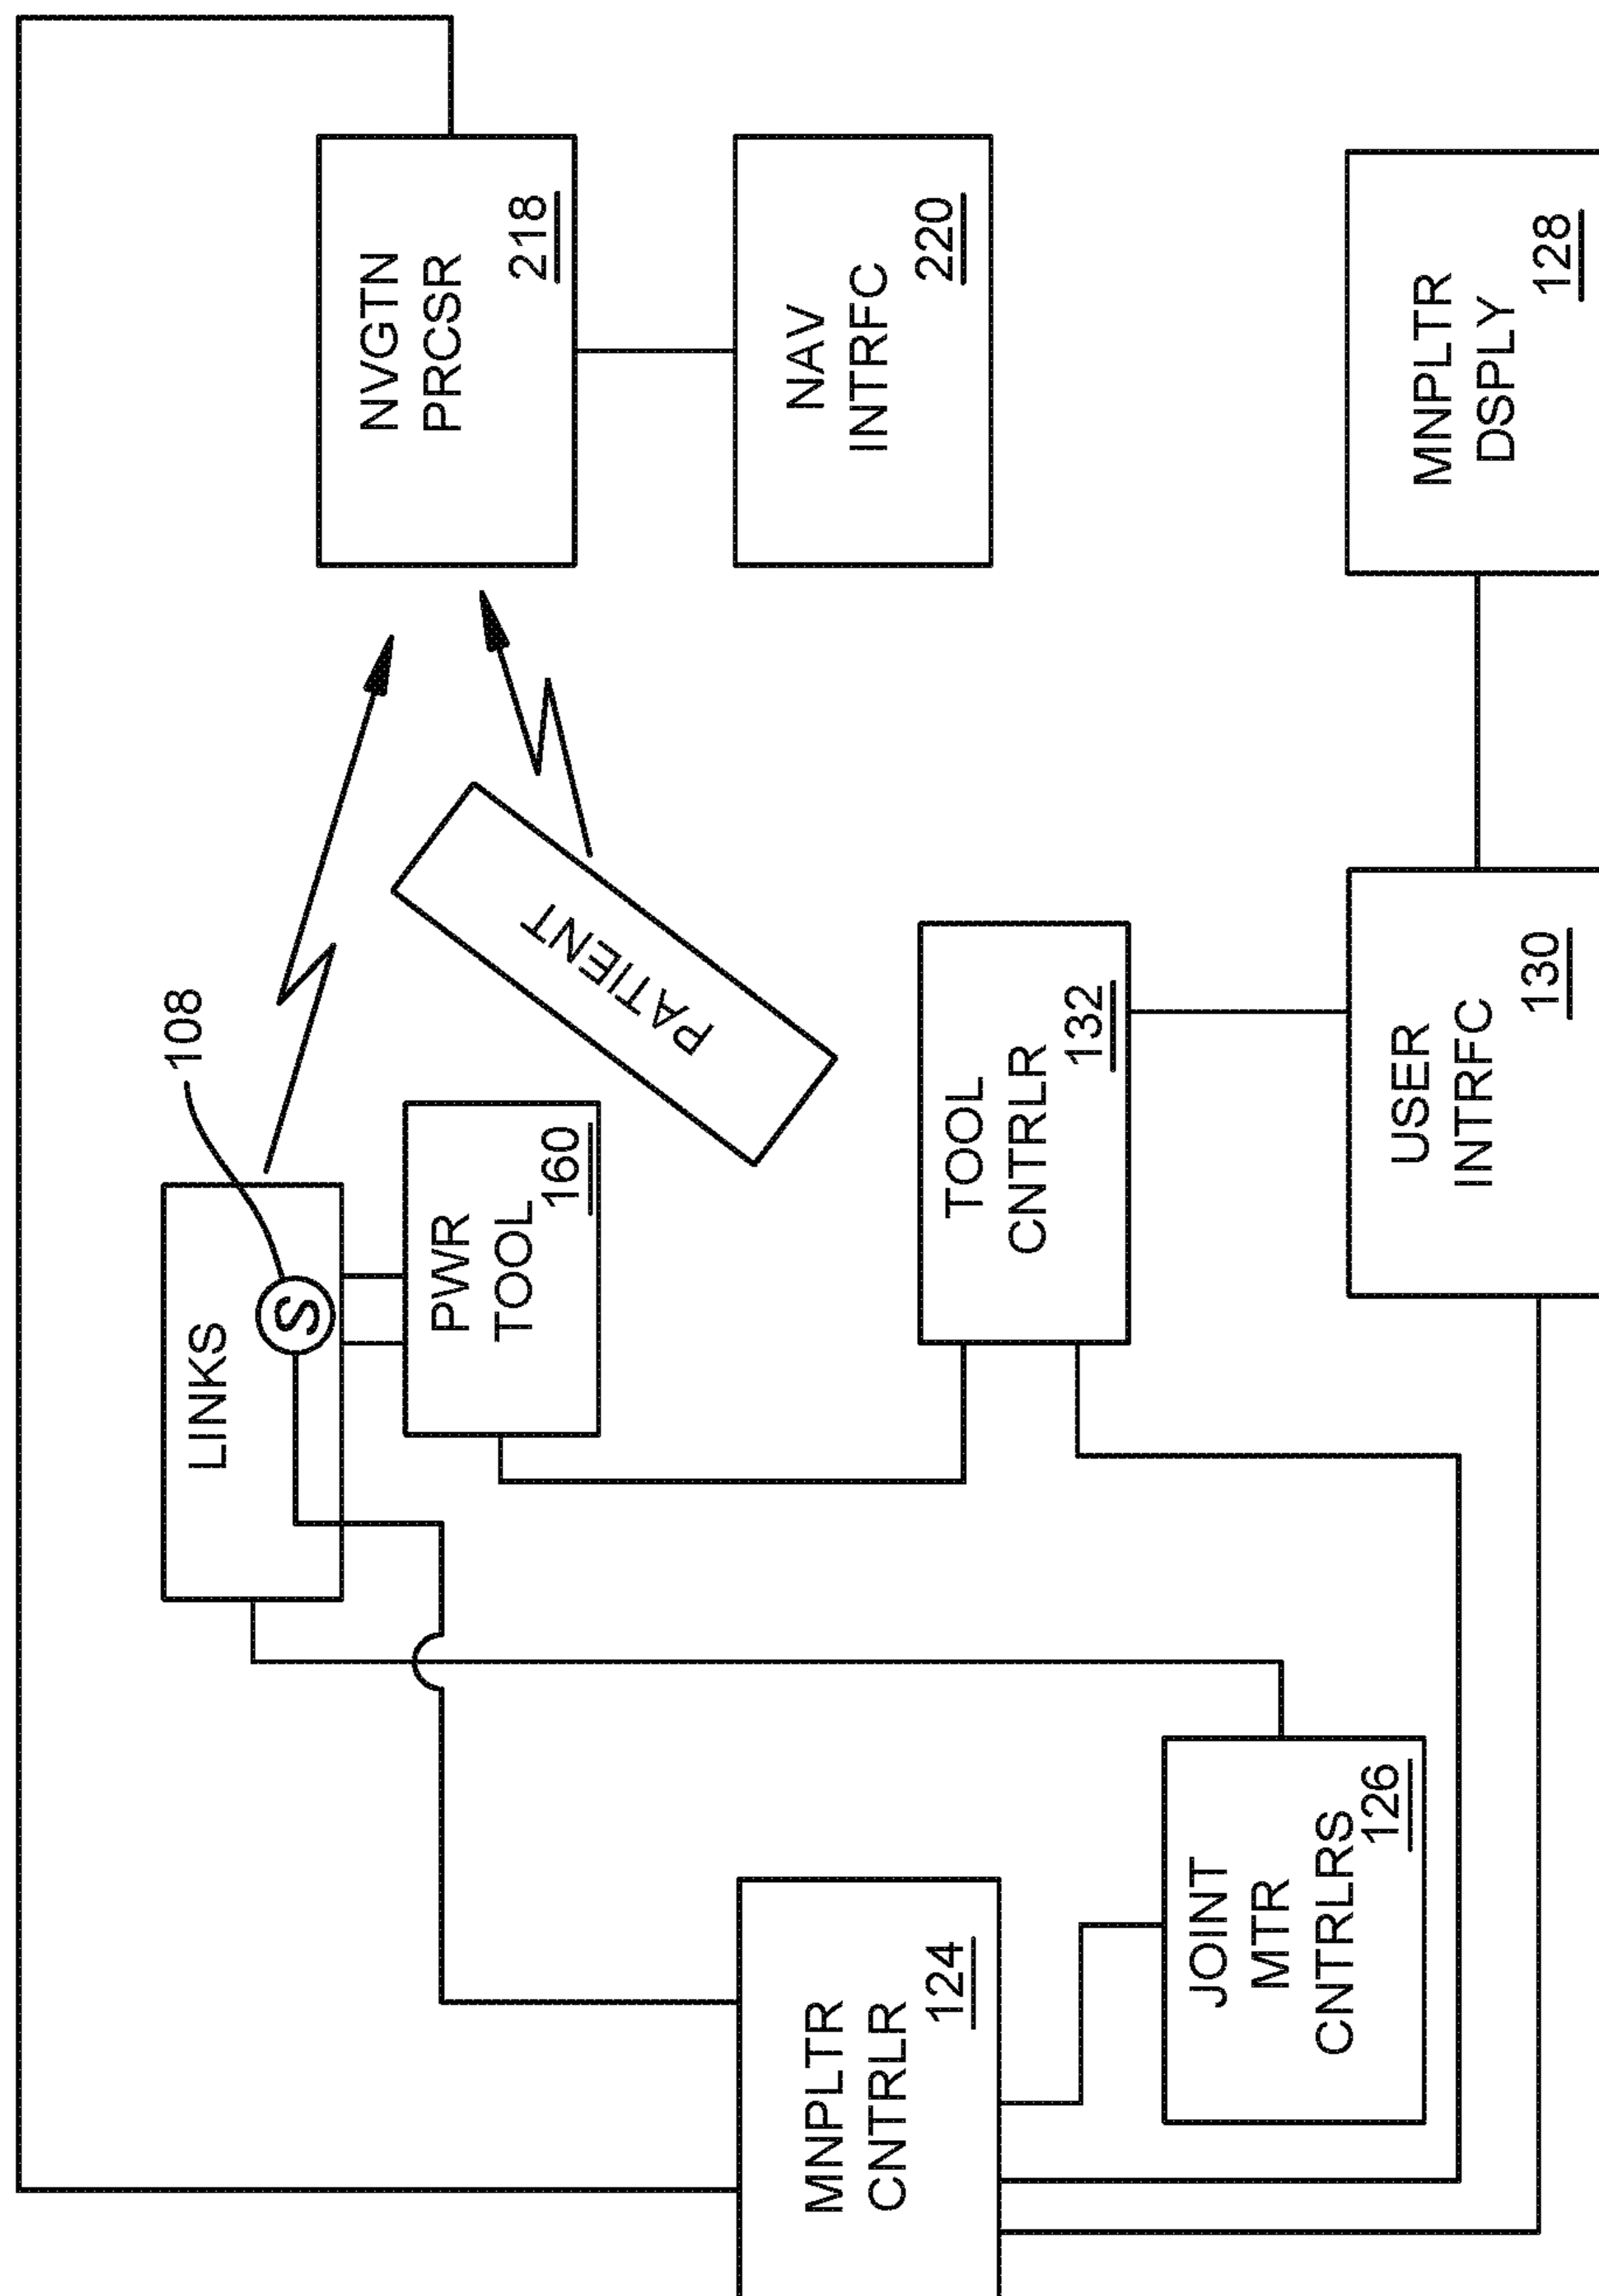 MNPLTR
CNTRLR
124
JOINT
MTR
CNTRLRS
126
LINKS
S
108
PWR
TOOL
160
PATIENT
TOOL
CNTRLR
132
USER
INTRFC
130
NVGTN
PRCSR
218
NAV
INTRFC
220
MNPLTR
DSPLY
128